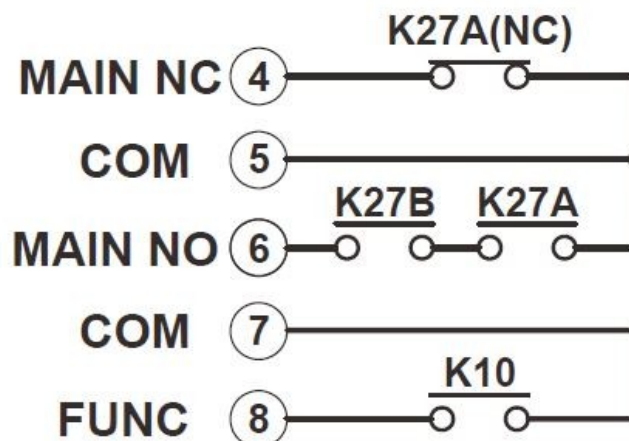 K27A(NC)
MAIN NC 4
COM 5
K27B K27A
MAIN NO 6
COM 7
K10
FUNC 8